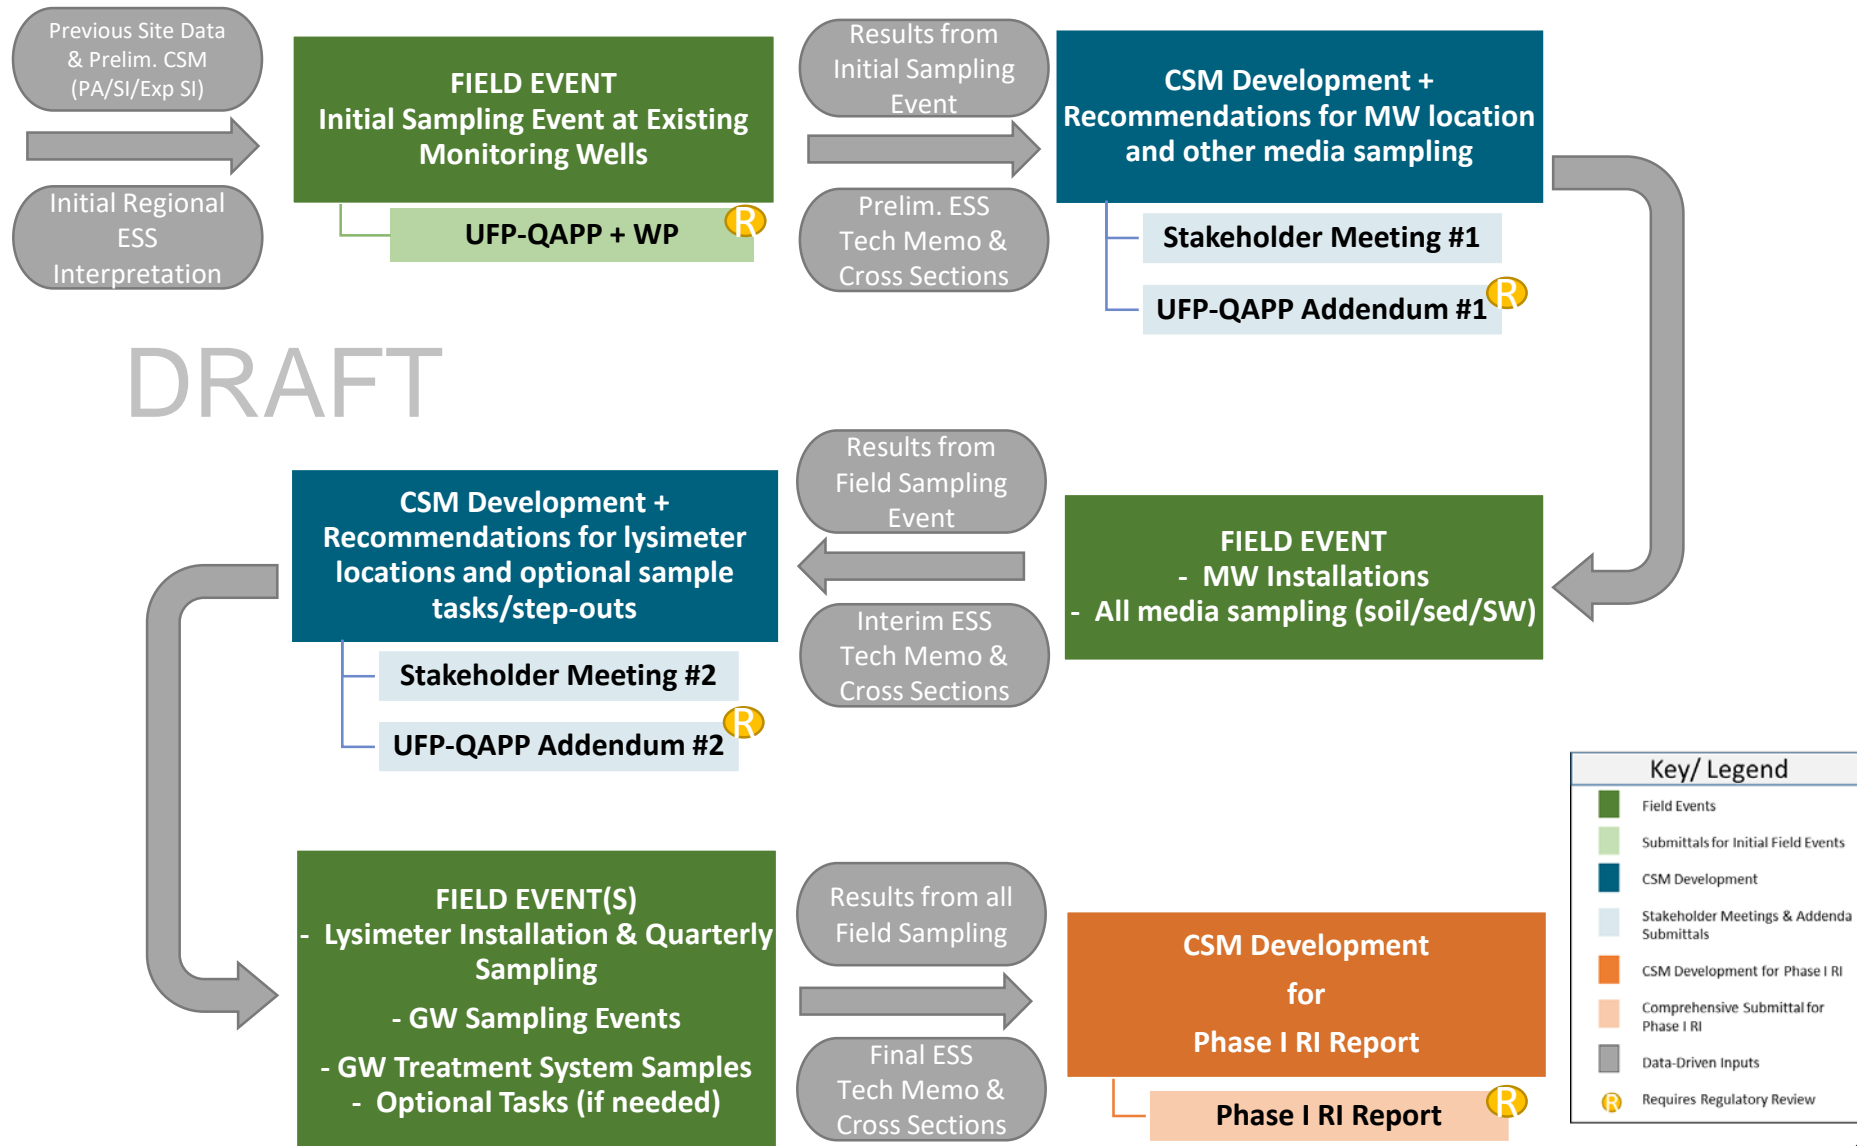 Previous Site Data
& Prelim. CSM
(PA/SI/Exp SI)
Initial Regional
ESS
Interpretation
FIELD EVENT
Initial Sampling Event at Existing
Monitoring Wells
UFP-QAPP + WP
R
Results from
Initial Sampling
Event
Prelim. ESS
Tech Memo &
Cross Sections
CSM Development +
Recommendations for MW location
and other media sampling
Stakeholder Meeting #1
UFP-QAPP Addendum #1
R
DRAFT
FIELD EVENT
- MW Installations
- All media sampling (soil/sed/SW)
Results from
Field Sampling
Event
Interim ESS
Tech Memo &
Cross Sections
CSM Development +
Recommendations for lysimeter
locations and optional sample
tasks/step-outs
Stakeholder Meeting #2
UFP-QAPP Addendum #2
R
FIELD EVENT(S)
- Lysimeter Installation & Quarterly
Sampling
- GW Sampling Events
- GW Treatment System Samples
- Optional Tasks (if needed)
Results from all
Field Sampling
Final ESS
Tech Memo &
Cross Sections
CSM Development
for
Phase I RI Report
Phase I RI Report
R
Key/ Legend
Field Events
Submittals for Initial Field Events
CSM Development
Stakeholder Meetings & Addenda
Submittals
CSM Development for Phase I RI
Comprehensive Submittal for
Phase I RI
Data-Driven Inputs
R Requires Regulatory Review